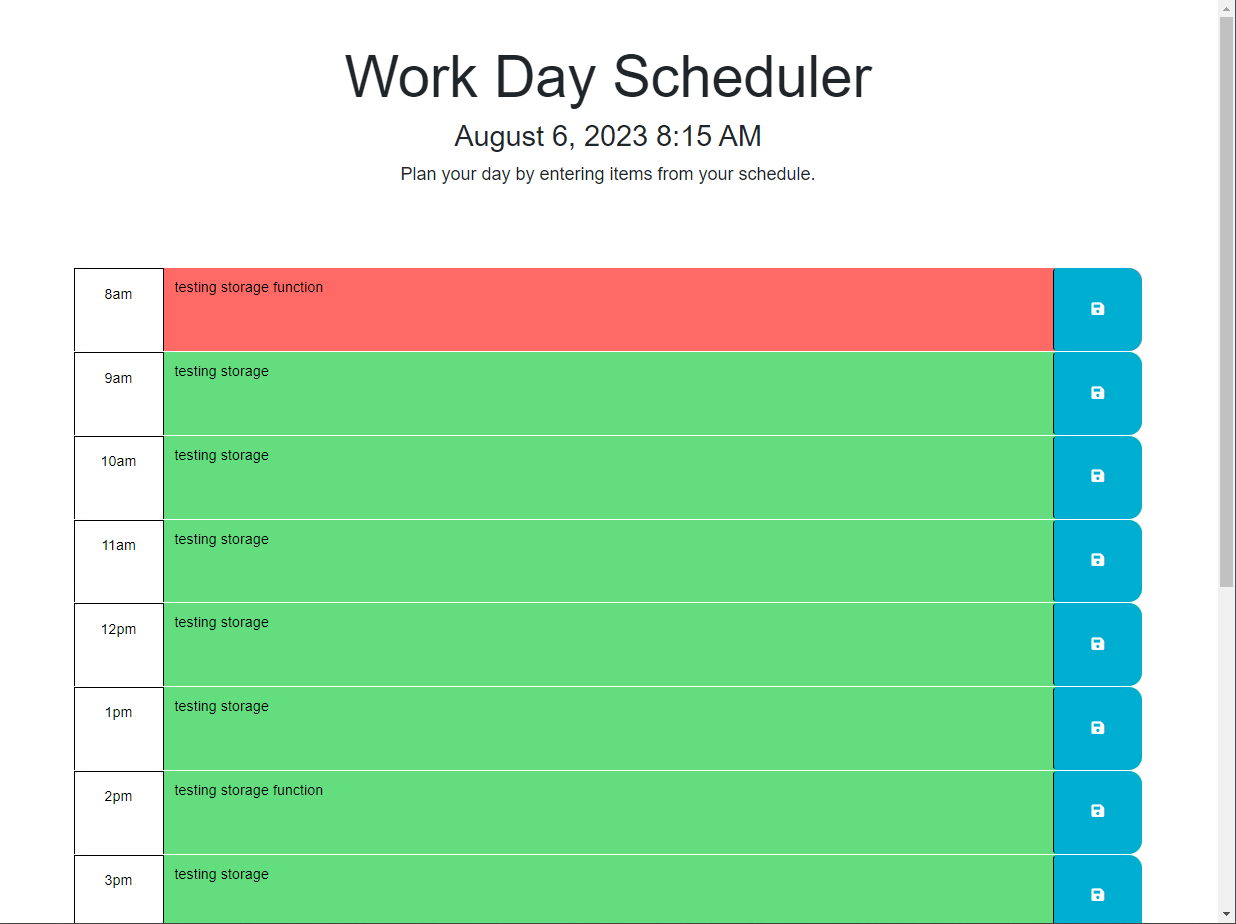 Work Day Scheduler
August 6, 2023 8:15 AM
Plan your day by entering items from your schedule.
8am testing storage function
9am testing storage
10am testing storage
11am testing storage
12pm testing storage
1pm testing storage
2pm testing storage function
3pm testing storage